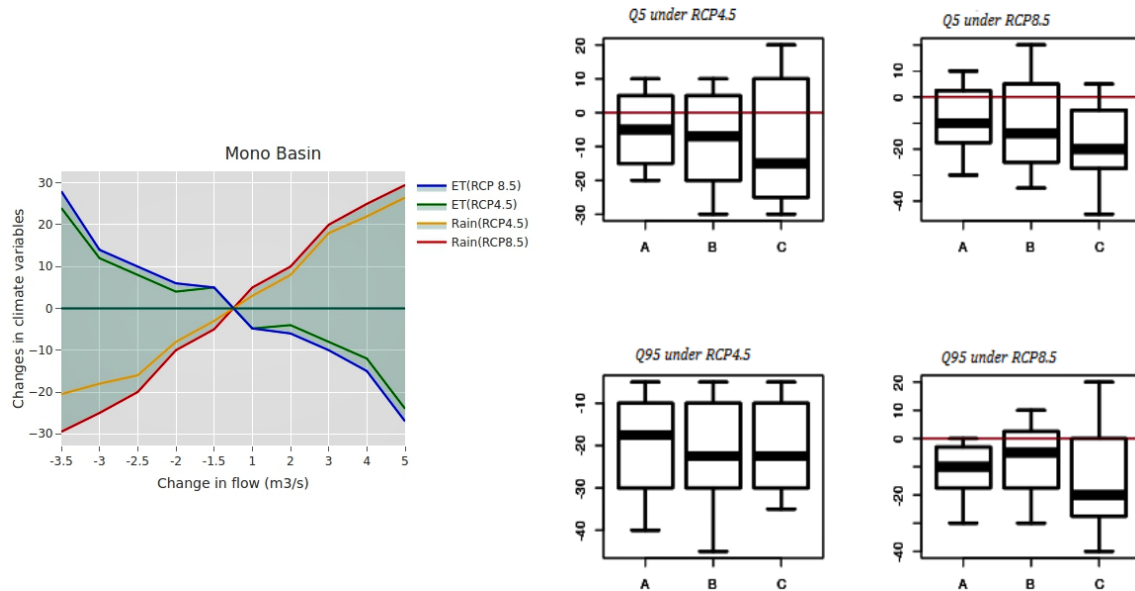 Mono Basin
Changes in climate variables
30
20
10
0
−10
−20
−30
-3.5 -3 -2.5 -2 -1.5 1 2 3 4 5
Change in flow (m3/s)
ET(RCP 8.5)
ET(RCP4.5)
Rain(RCP4.5)
Rain(RCP8.5)
Q5 under RCP4.5
20
10
0
-10
-20
-30
A B C
Q5 under RCP8.5
10
0
-20
-40
A B C
Q95 under RCP4.5
-10
-20
-30
-40
A B C
Q95 under RCP8.5
20
10
0
-20
-40
A B C